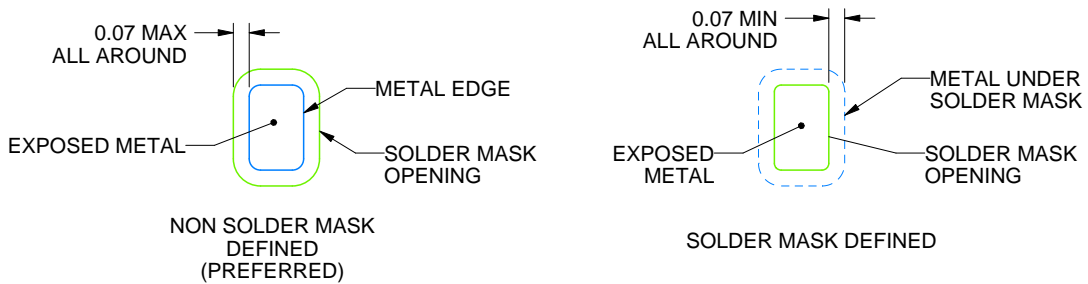 0.07 MAX
ALL AROUND
METAL EDGE
EXPOSED METAL
SOLDER MASK
OPENING
NON SOLDER MASK
DEFINED
(PREFERRED)
0.07 MIN
ALL AROUND
METAL UNDER
SOLDER MASK
EXPOSED
METAL
SOLDER MASK
OPENING
SOLDER MASK DEFINED